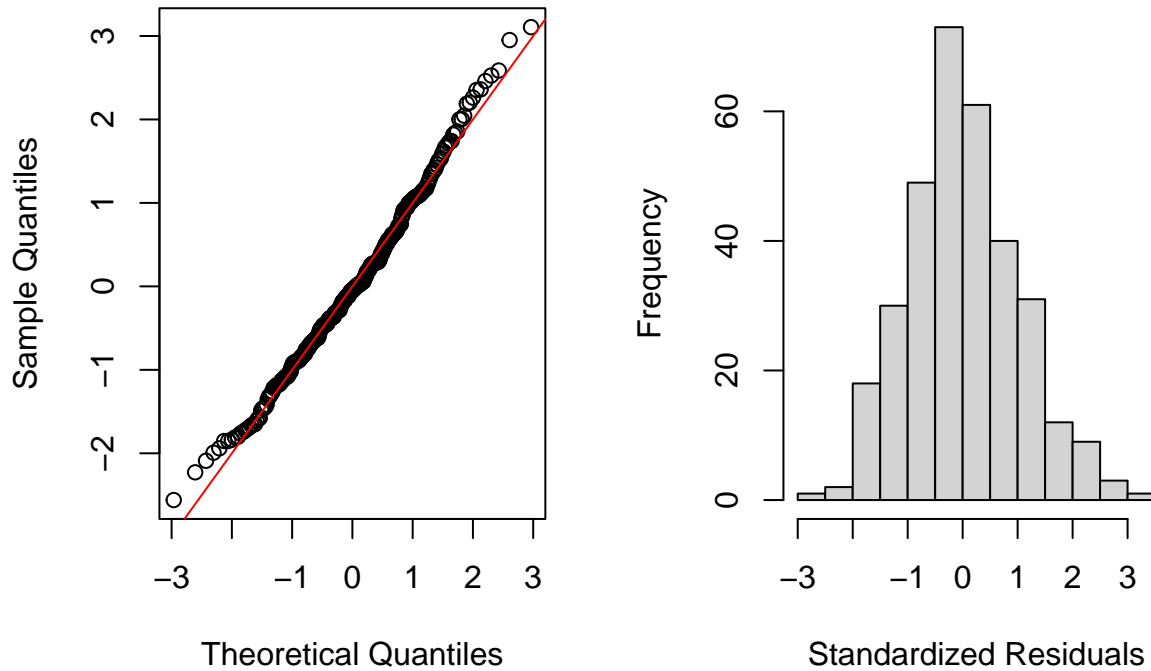 Sample Quantiles
3
2
1
0
−1
−2
−3 −1 0 1 2 3
Theoretical Quantiles
Frequency
60
40
20
0
−3 −1 0 1 2 3
Standardized Residuals